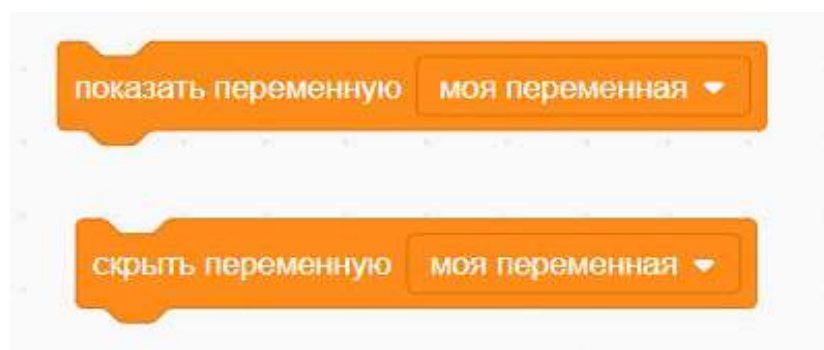 показать переменную моя переменная
скрыть переменную моя переменная